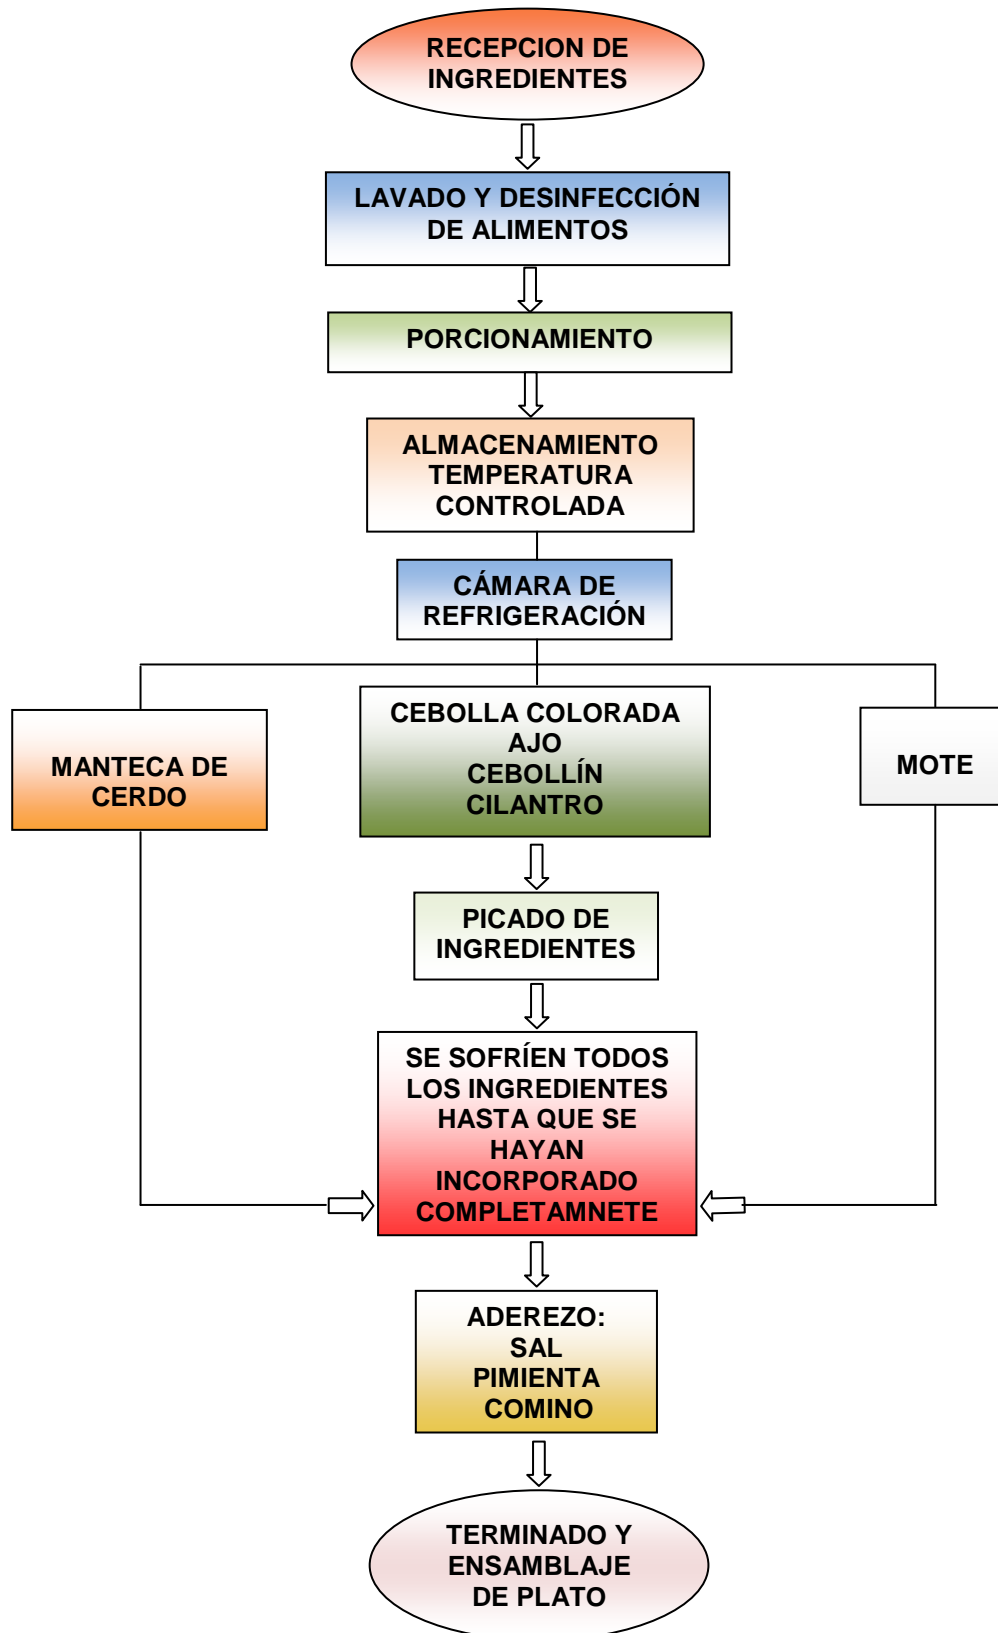 RECEPCION DE
INGREDIENTES
LAVADO Y DESINFECCIÓN
DE ALIMENTOS
PORCIONAMIENTO
ALMACENAMIENTO
TEMPERATURA
CONTROLADA
CÁMARA DE
REFRIGERACIÓN
MANTECA DE
CERDO
CEBOLLA COLORADA
AJO
CEBOLLÍN
CILANTRO
MOTE
PICADO DE
INGREDIENTES
SE SOFRÍEN TODOS
LOS INGREDIENTES
HASTA QUE SE
HAYAN
INCORPORADO
COMPLETAMNETE
ADEREZO:
SAL
PIMIENTA
COMINO
TERMINADO Y
ENSAMBLAJE
DE PLATO